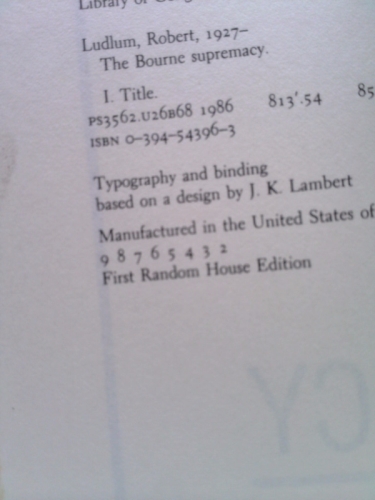 Library of Cong
Ludlum, Robert, 1927–
The Bourne supremacy.
I. Title.
PS3562.U26B68 1986 813'.54 85
ISBN 0-394-54396-3
Typography and binding
based on a design by J. K. Lambert
Manufactured in the United States of
9 8 7 6 5 4 3 2
First Random House Edition
CY